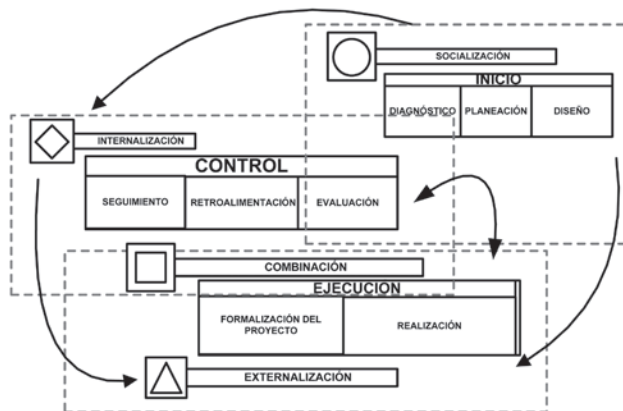 SOCIALIZACIÓN
INICIO
DIAGNÓSTICO PLANEACIÓN DISEÑO
INTERNALIZACIÓN
CONTROL
SEGUIMIENTO RETROALIMENTACIÓN EVALUACIÓN
COMBINACIÓN
EJECUCION
FORMALIZACIÓN DEL
PROYECTO
REALIZACIÓN
EXTERNALIZACIÓN